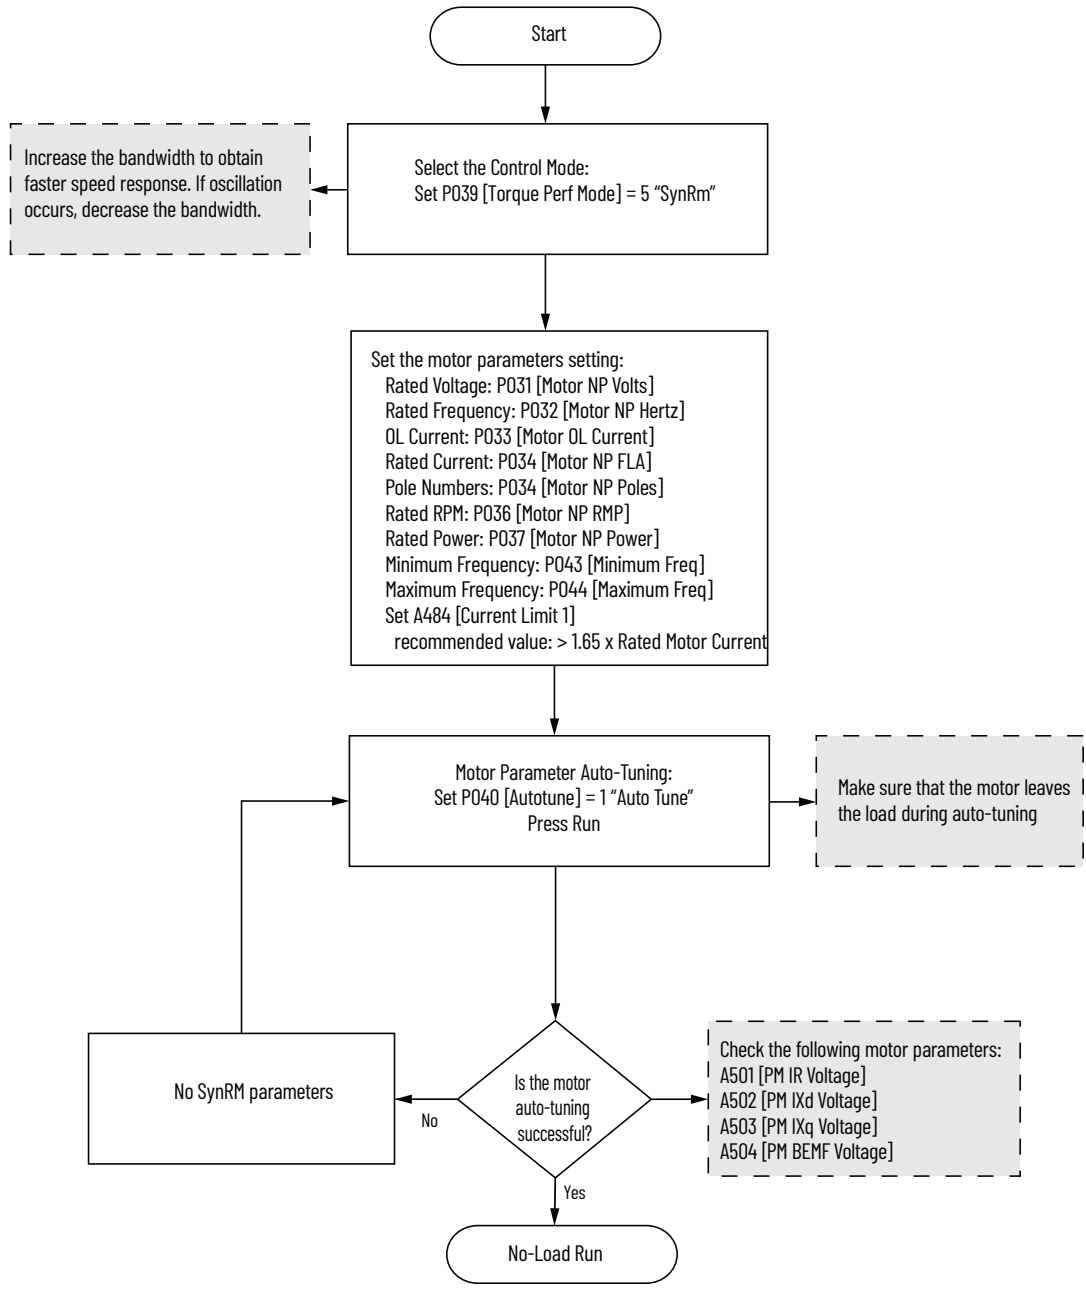 Start
Increase the bandwidth to obtain
faster speed response. If oscillation
occurs, decrease the bandwidth.
Select the Control Mode:
Set P039 [Torque Perf Mode] = 5 “SynRm”
Set the motor parameters setting:
Rated Voltage: P031 [Motor NP Volts]
Rated Frequency: P032 [Motor NP Hertz]
OL Current: P033 [Motor OL Current]
Rated Current: P034 [Motor NP FLA]
Pole Numbers: P034 [Motor NP Poles]
Rated RPM: P036 [Motor NP RMP]
Rated Power: P037 [Motor NP Power]
Minimum Frequency: P043 [Minimum Freq]
Maximum Frequency: P044 [Maximum Freq]
Set A484 [Current Limit 1]
recommended value: > 1.65 x Rated Motor Current
Motor Parameter Auto-Tuning:
Set P040 [Autotune] = 1 “Auto Tune”
Press Run
Make sure that the motor leaves
the load during auto-tuning
No SynRM parameters
No
Is the motor
auto-tuning
successful?
Check the following motor parameters:
A501 [PM IR Voltage]
A502 [PM IXd Voltage]
A503 [PM IXq Voltage]
A504 [PM BEMF Voltage]
Yes
No-Load Run